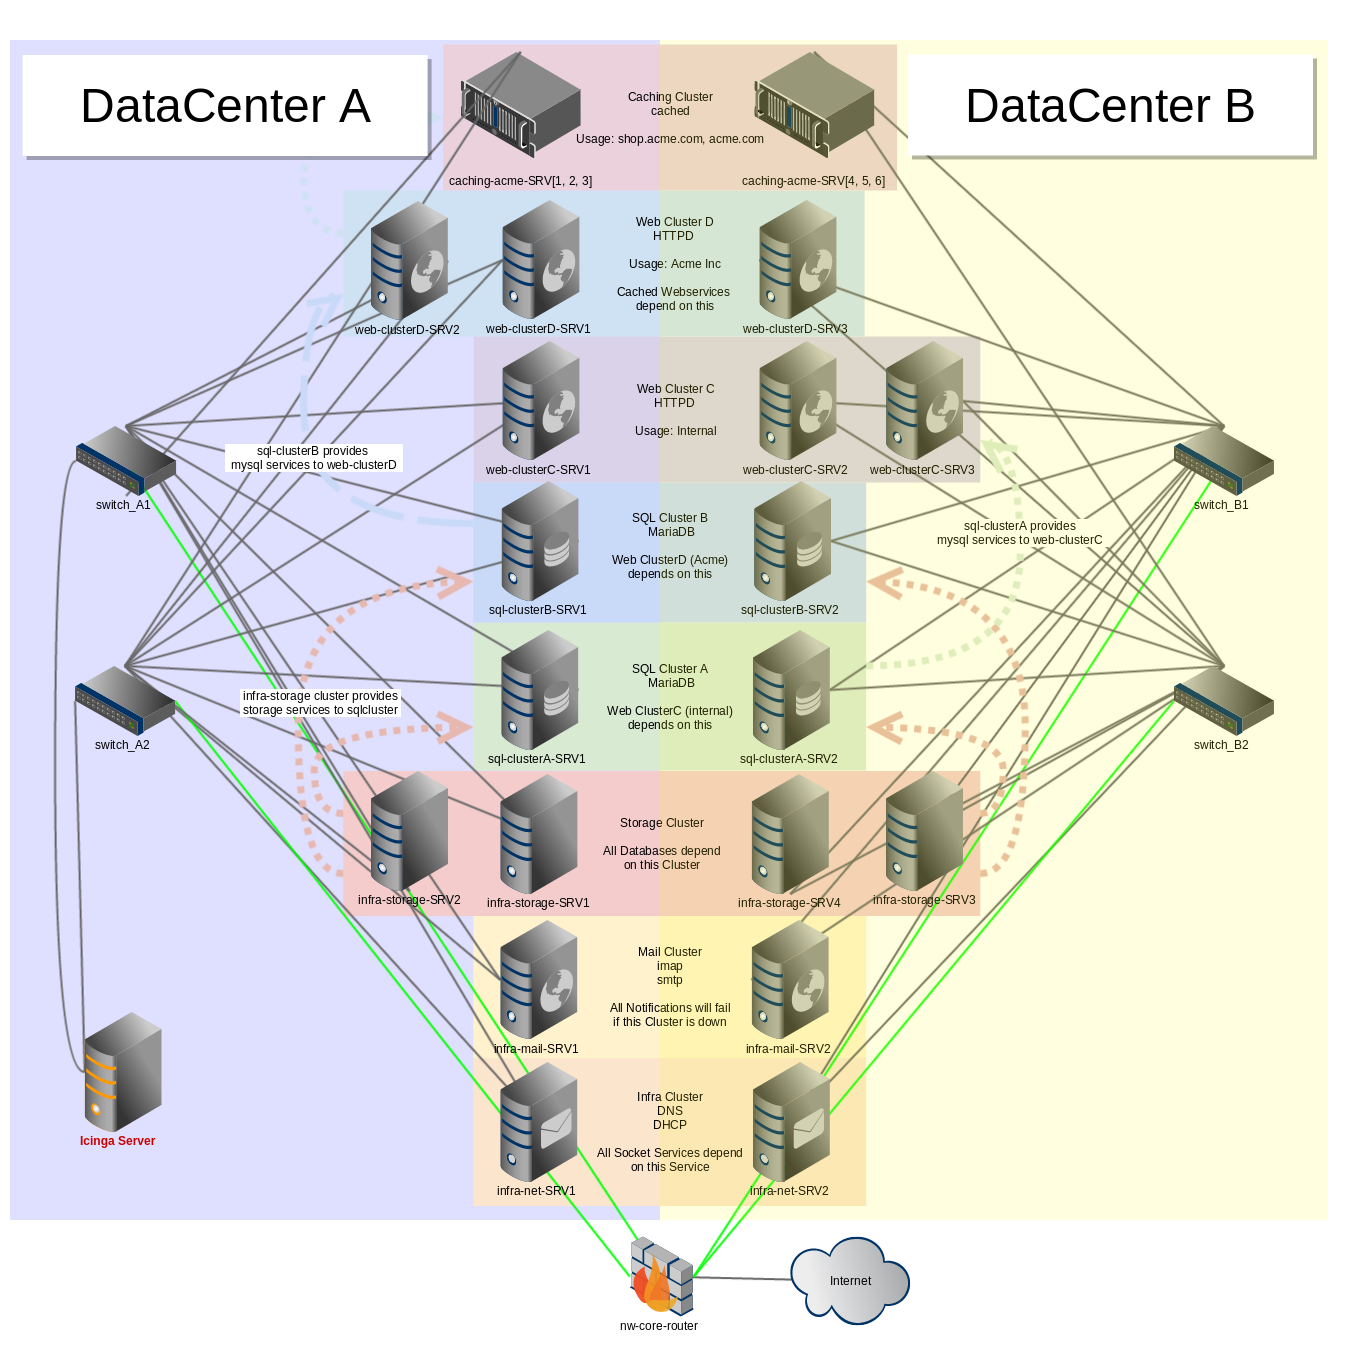 DataCenter A
DataCenter B
Caching Cluster
cached
Usage: shop.acme.com, acme.com
caching-acme-SRV[1, 2, 3]
caching-acme-SRV[4, 5, 6]
Web Cluster D
HTTPD
Usage: Acme Inc
Cached Webservices
depend on this
web-clusterD-SRV2
web-clusterD-SRV1
web-clusterD-SRV3
Web Cluster C
HTTPD
Usage: Internal
web-clusterC-SRV1
web-clusterC-SRV2
web-clusterC-SRV3
sql-clusterB provides
mysql services to web-clusterD
switch_A1
switch_B1
SQL Cluster B
MariaDB
Web ClusterD (Acme)
depends on this
sql-clusterA provides
mysql services to web-clusterC
sql-clusterB-SRV1
sql-clusterB-SRV2
SQL Cluster A
MariaDB
Web ClusterC (internal)
depends on this
infra-storage cluster provides
storage services to sqlcluster
switch_A2
switch_B2
sql-clusterA-SRV1
sql-clusterA-SRV2
Storage Cluster
All Databases depend
on this Cluster
infra-storage-SRV2
infra-storage-SRV1
infra-storage-SRV4
infra-storage-SRV3
Mail Cluster
imap
smtp
All Notifications will fail
if this Cluster is down
infra-mail-SRV1
infra-mail-SRV2
Infra Cluster
DNS
DHCP
All Socket Services depend
on this Service
Icinga Server
infra-net-SRV1
infra-net-SRV2
Internet
nw-core-router